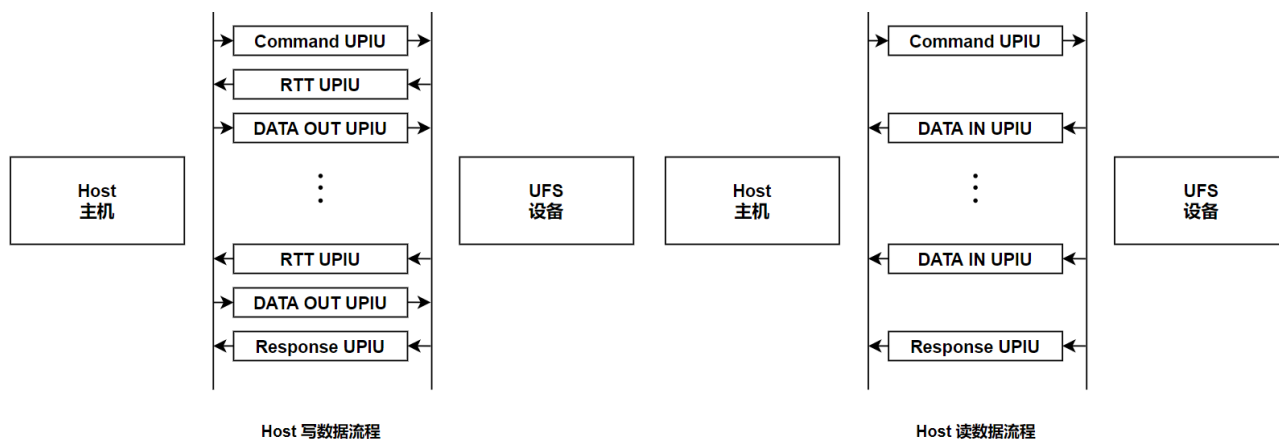 Command UPIU
RTT UPIU
DATA OUT UPIU
Host
主机
UFS
设备
RTT UPIU
DATA OUT UPIU
Response UPIU
Host 写数据流程
Command UPIU
DATA IN UPIU
Host
主机
UFS
设备
DATA IN UPIU
Response UPIU
Host 读数据流程